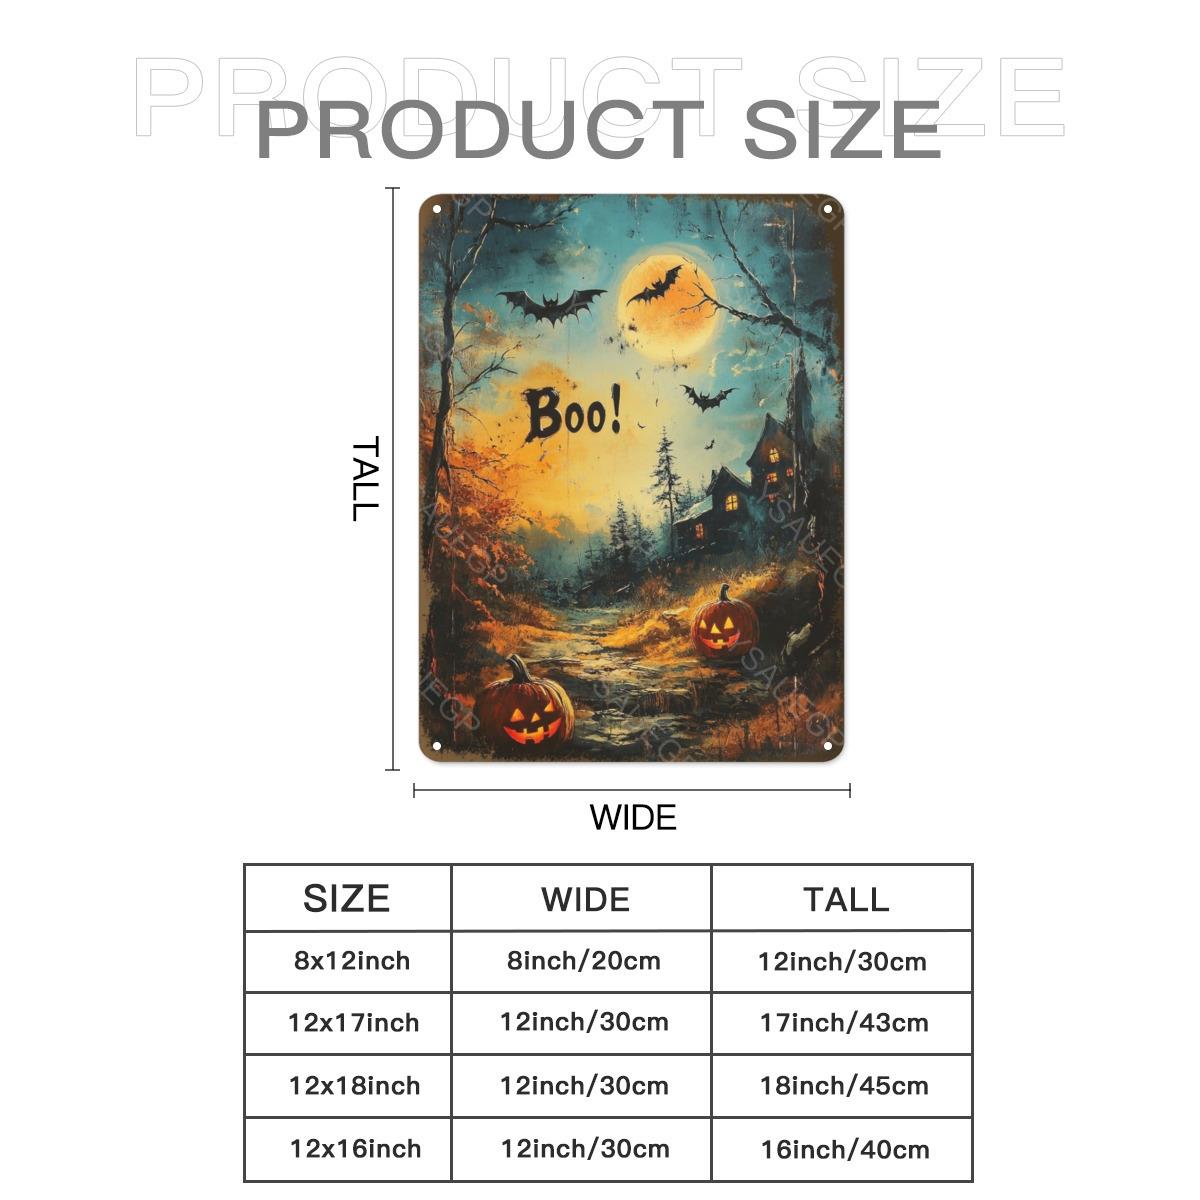 PRODUCT SIZE
PRODUCT SIZE
Boo!
TALL
WIDE
SIZE WIDE TALL
8x12inch 8inch/20cm 12inch/30cm
12x17inch 12inch/30cm 17inch/43cm
12x18inch 12inch/30cm 18inch/45cm
12x16inch 12inch/30cm 16inch/40cm